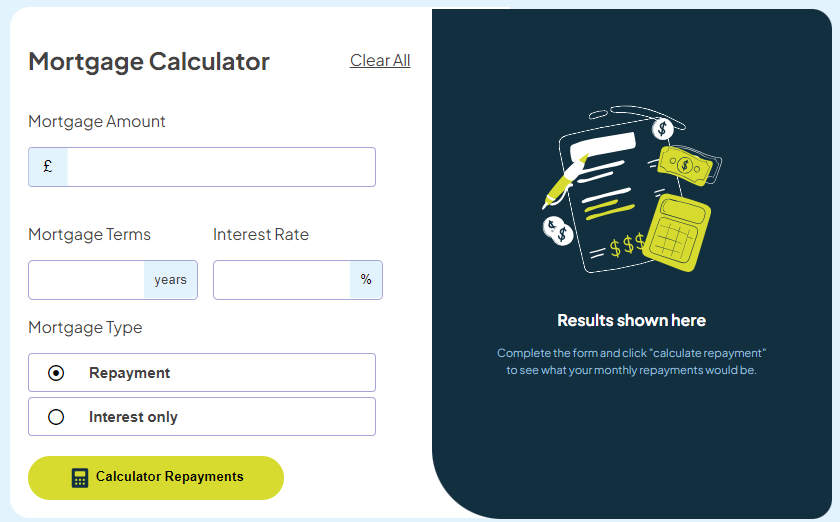 Mortgage Calculator
Clear All
Mortgage Amount
£
Mortgage Terms
Interest Rate
years
%
Mortgage Type
Repayment
Interest only
Calculator Repayments
$
$
$
$
$
$$$
Results shown here
Complete the form and click "calculate repayment"
to see what your monthly repayments would be.